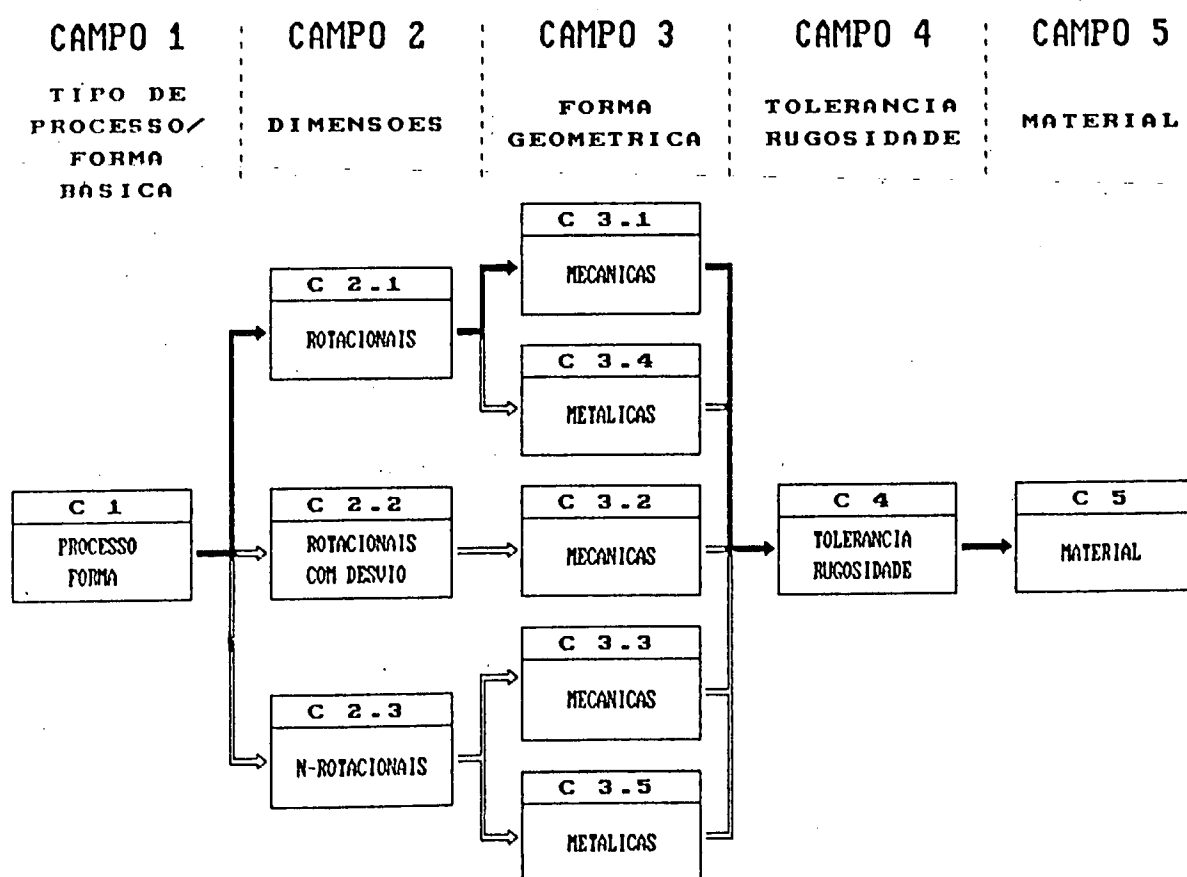 CAMPO 1
CAMPO 2
CAMPO 3
CAMPO 4
CAMPO 5
TIPO DE
PROCESSO/
FORMA
BÁSICA
DIMENSOES
FORMA
GEOMETRICA
TOLERANCIA
RUGOSIDADE
MATERIAL
C 1
PROCESSO
FORMA
C 2.1
ROTACIONAIS
C 2.2
ROTACIONAIS
COM DESVIO
C 2.3
N-ROTACIONAIS
C 3.1
MECANICAS
C 3.4
METALICAS
C 3.2
MECANICAS
C 3.3
MECANICAS
C 3.5
METALICAS
C 4
TOLERANCIA
RUGOSIDADE
C 5
MATERIAL